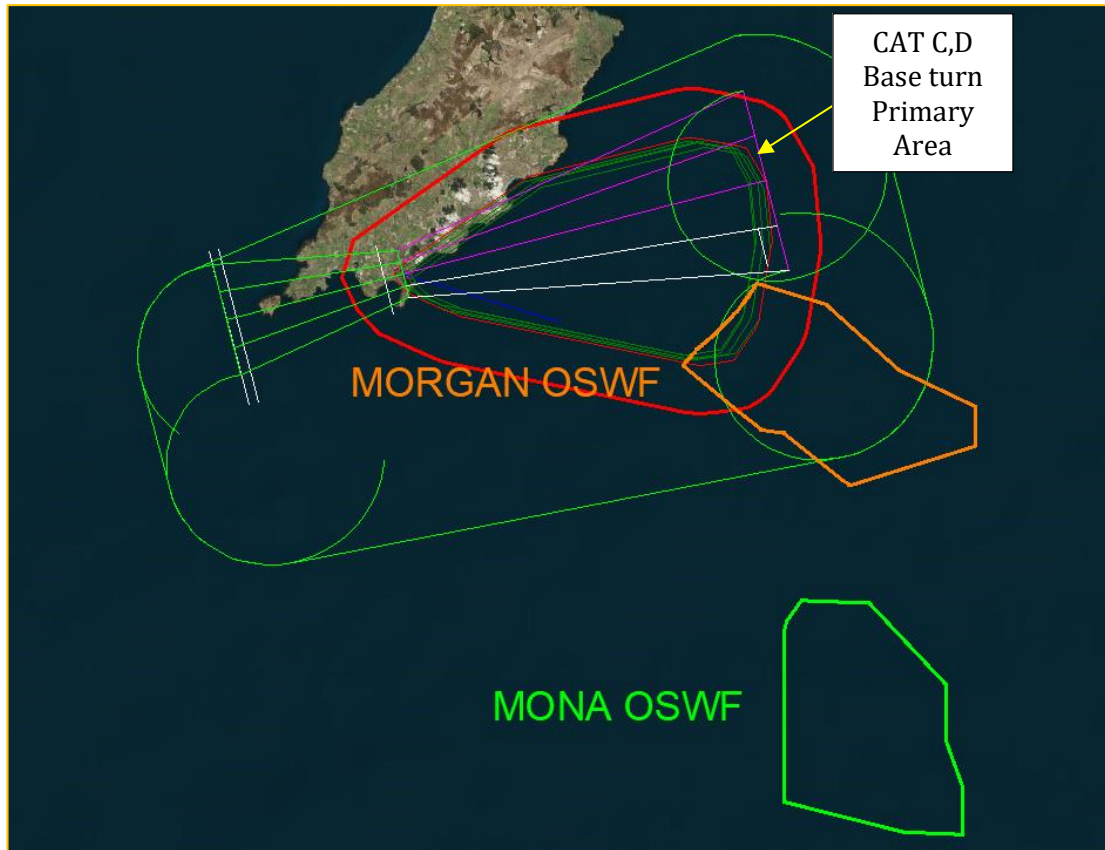 CAT C,D
Base turn
Primary
Area
MORGAN OSWF
MONA OSWF